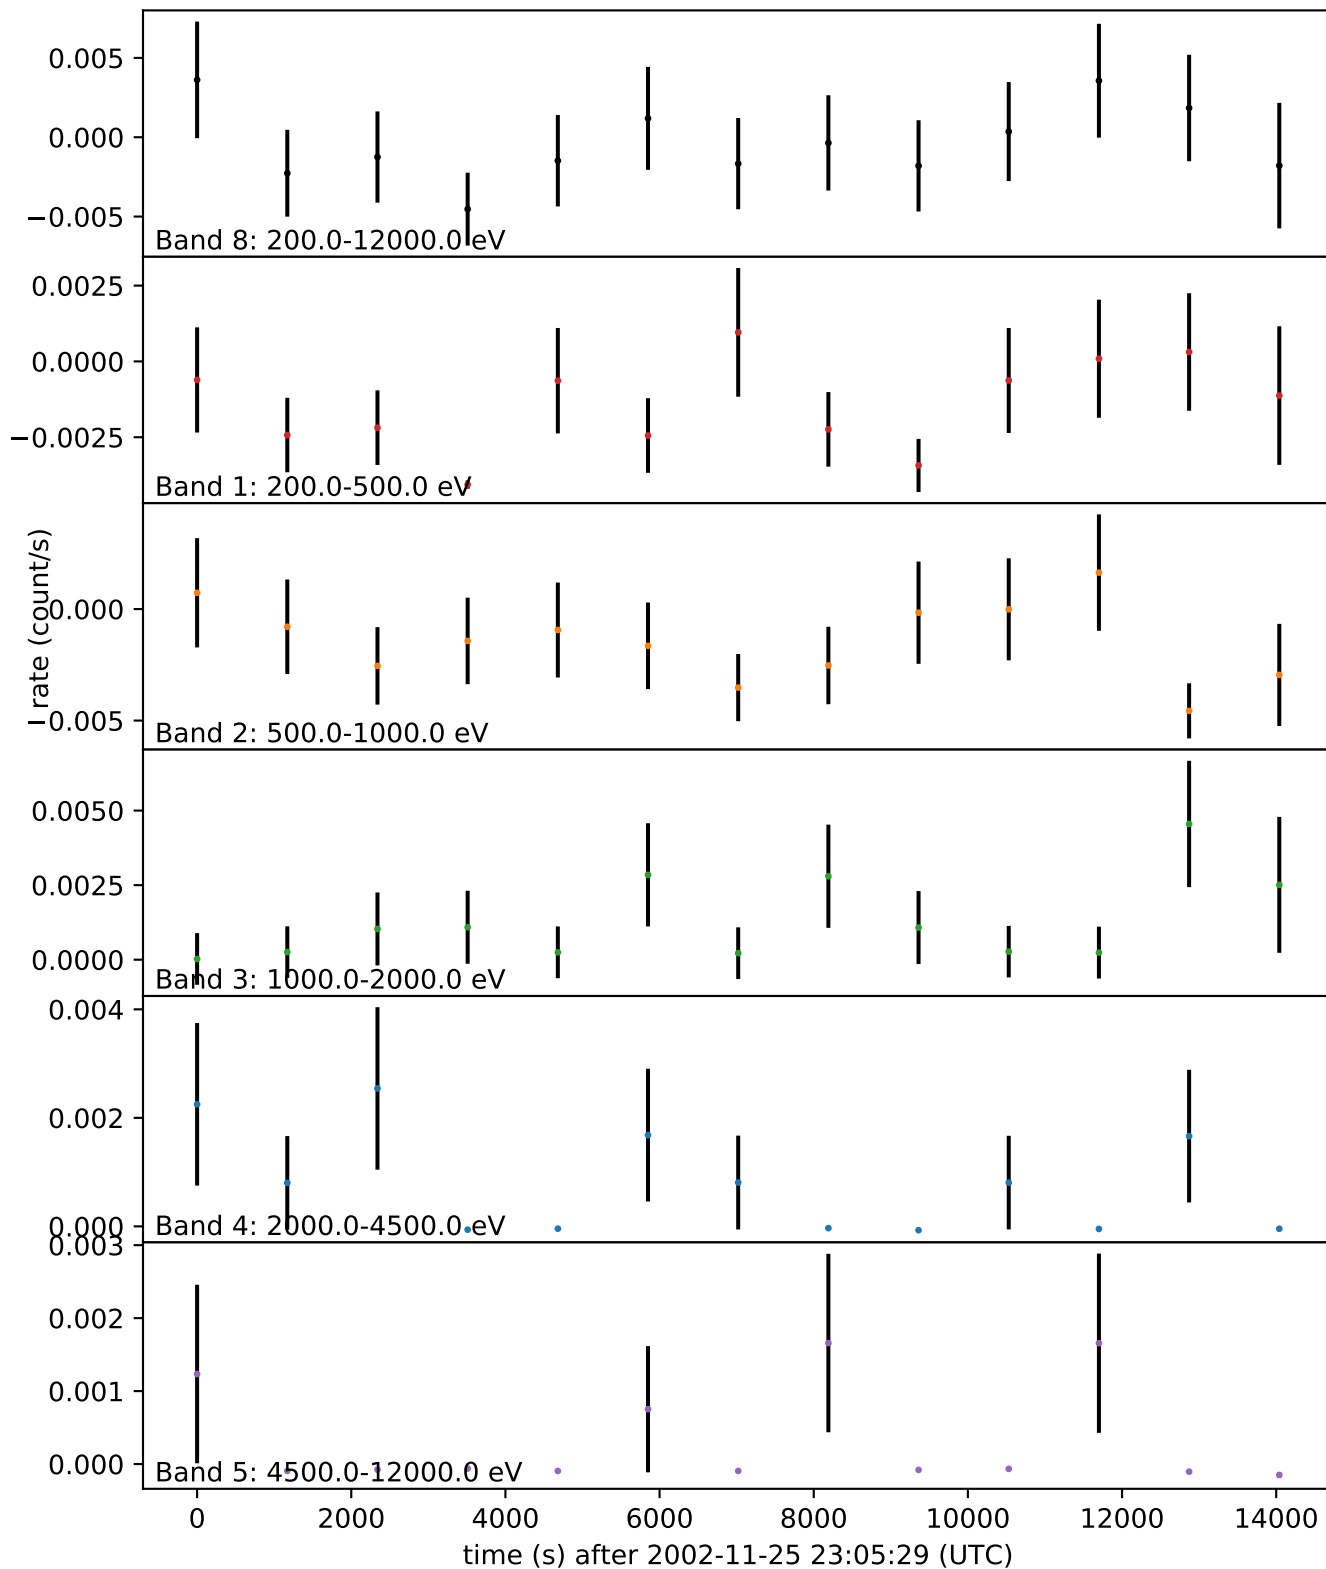 0.005
0.000
−0.005
Band 8: 200.0-12000.0 eV
0.0025
0.0000
−0.0025
Band 1: 200.0-500.0 eV
rate (count/s)
0.000
−0.005
Band 2: 500.0-1000.0 eV
0.0050
0.0025
0.0000
Band 3: 1000.0-2000.0 eV
0.004
0.002
0.000
Band 4: 2000.0-4500.0 eV
0.003
0.002
0.001
0.000
Band 5: 4500.0-12000.0 eV
0 2000 4000 6000 8000 10000 12000 14000
time (s) after 2002-11-25 23:05:29 (UTC)